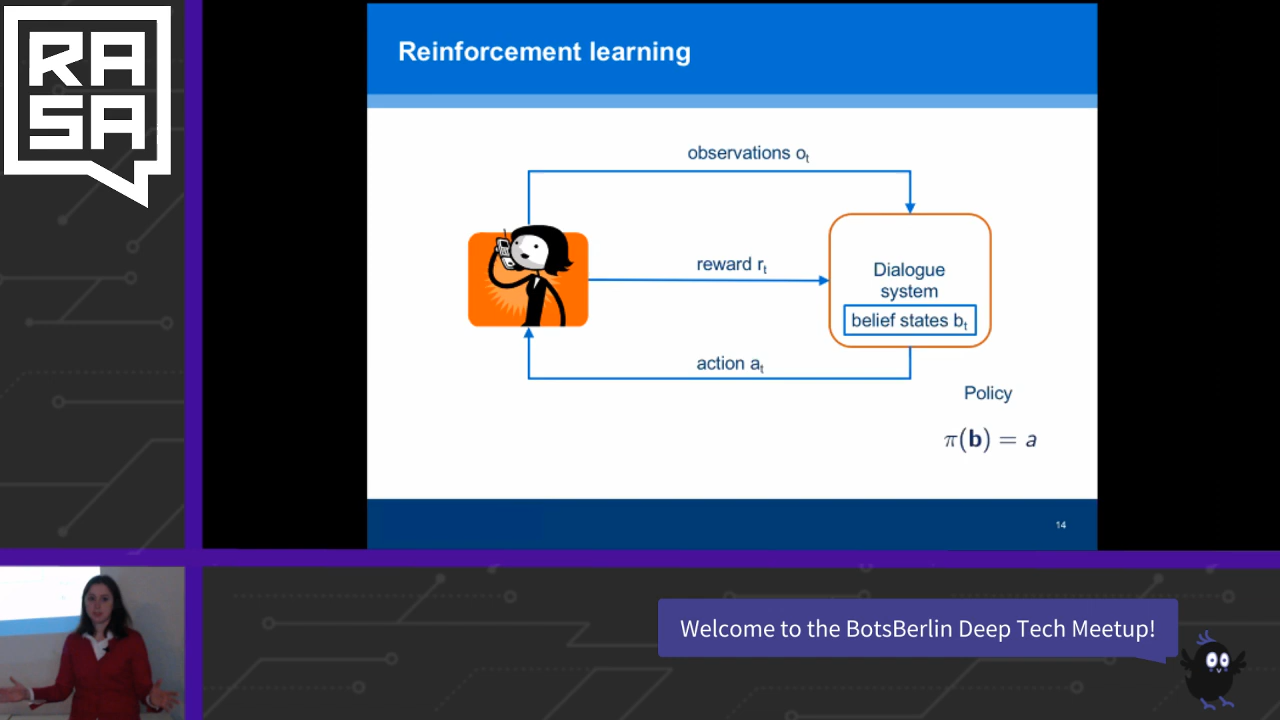 RA
SA
Reinforcement learning
observations oₜ
reward rₜ
Dialogue
system
belief states bₜ
action aₜ
Policy
π(b) = a
14
Welcome to the BotsBerlin Deep Tech Meetup!